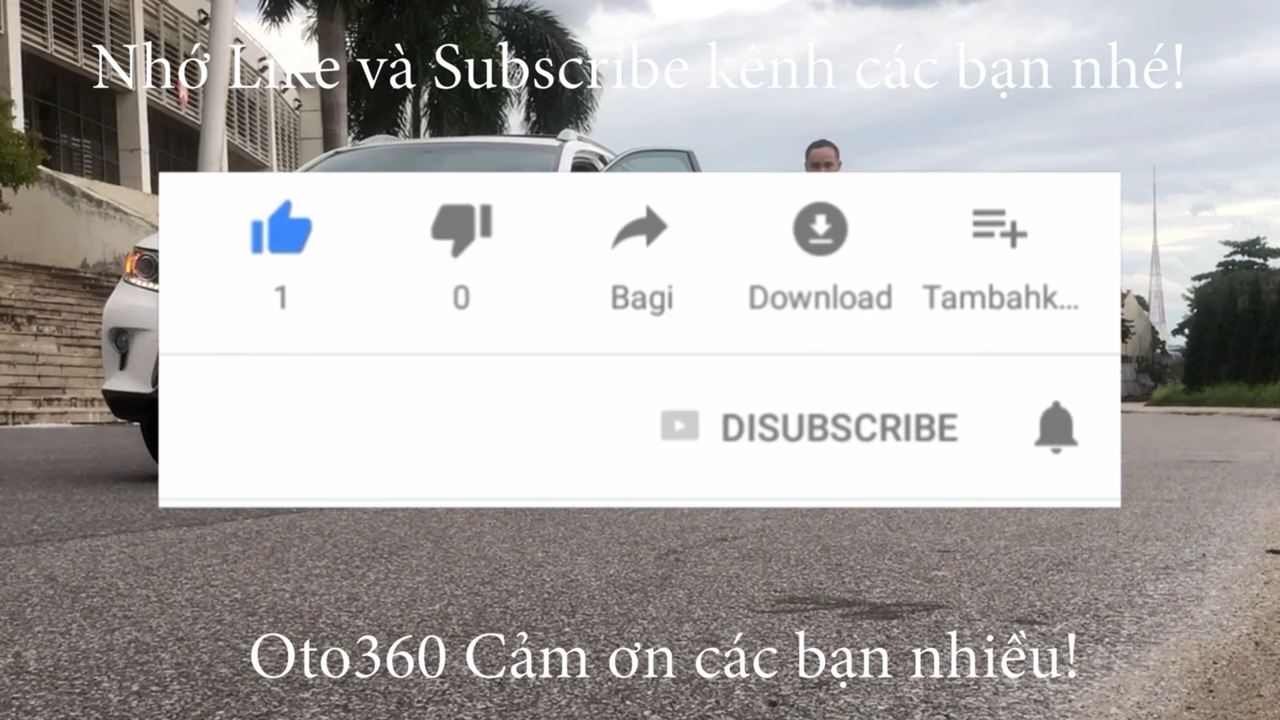 Nhớ Like và Subscribe kênh các bạn nhé!
1 0 Bagi Download Tambahk...
DISUBSCRIBE
Oto360 Cảm ơn các bạn nhiều!